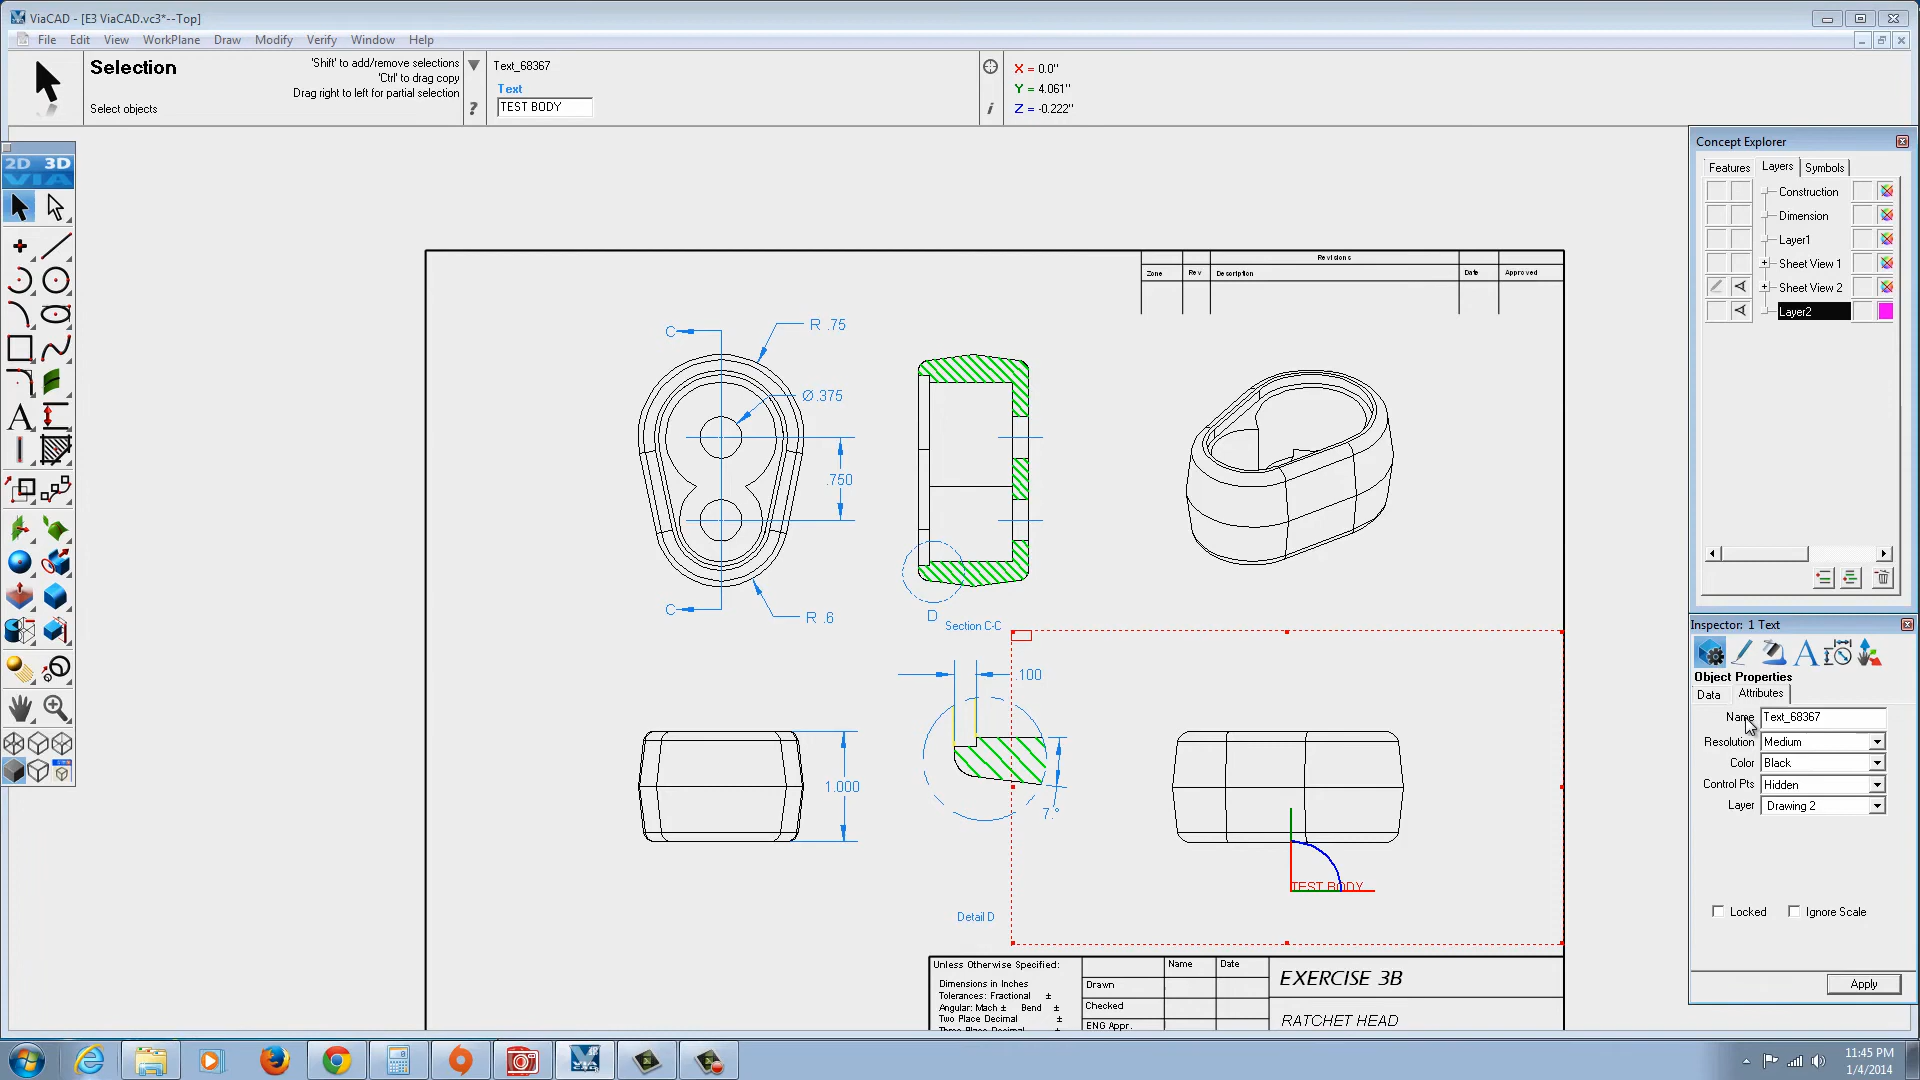 ViaCAD - [E3 ViaCAD.vc3*--Top]
File Edit View WorkPlane Draw Modify Verify Window Help
Selection
Select objects
'Shift' to add/remove selections
'Ctrl' to drag copy
Drag right to left for partial selection
?
Text_68367
Text
TEST BODY
i
X = 0.0"
Y = 4.061"
Z = -0.222"
2D 3D
VIA
A
Concept Explorer
Features Layers Symbols
Construction
Dimension
Layer1
Sheet View 1
Sheet View 2
Layer2
Revisions
Zone Rev Description Date Approved
C
R .75
Ø .375
.750
C
R .6
D
Section C-C
.100
1.000
7.°
Detail D
TEST BODY
Unless Otherwise Specified:
Dimensions in Inches
Tolerances: Fractional ±
Angular: Mach ± Bend ±
Two Place Decimal ±
Three Place Decimal ±
Name Date
Drawn
Checked
ENG Appr.
EXERCISE 3B
RATCHET HEAD
Inspector: 1 Text
Object Properties
Data Attributes
Name Text_68367
Resolution Medium
Color Black
Control Pts Hidden
Layer Drawing 2
Locked Ignore Scale
Apply
11:45 PM
1/4/2014